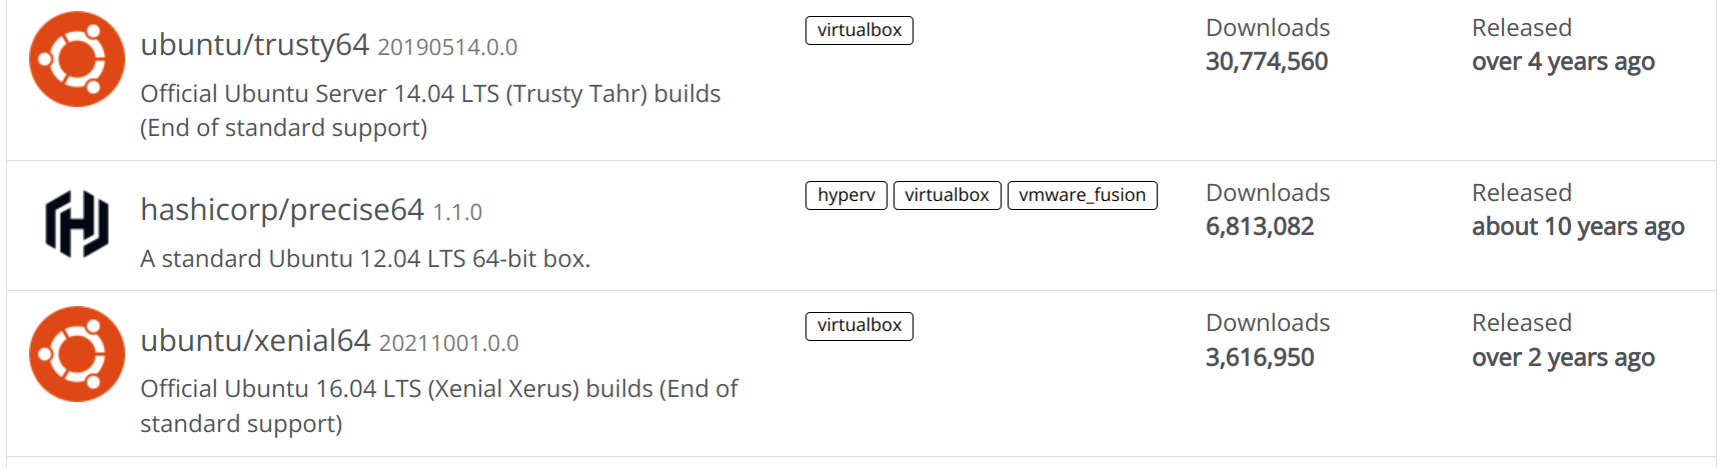 ubuntu/trusty64 20190514.0.0
Official Ubuntu Server 14.04 LTS (Trusty Tahr) builds
(End of standard support)
virtualbox
Downloads
30,774,560
Released
over 4 years ago
hashicorp/precise64 1.1.0
A standard Ubuntu 12.04 LTS 64-bit box.
hyperv virtualbox vmware_fusion
Downloads
6,813,082
Released
about 10 years ago
ubuntu/xenial64 20211001.0.0
Official Ubuntu 16.04 LTS (Xenial Xerus) builds (End of
standard support)
virtualbox
Downloads
3,616,950
Released
over 2 years ago